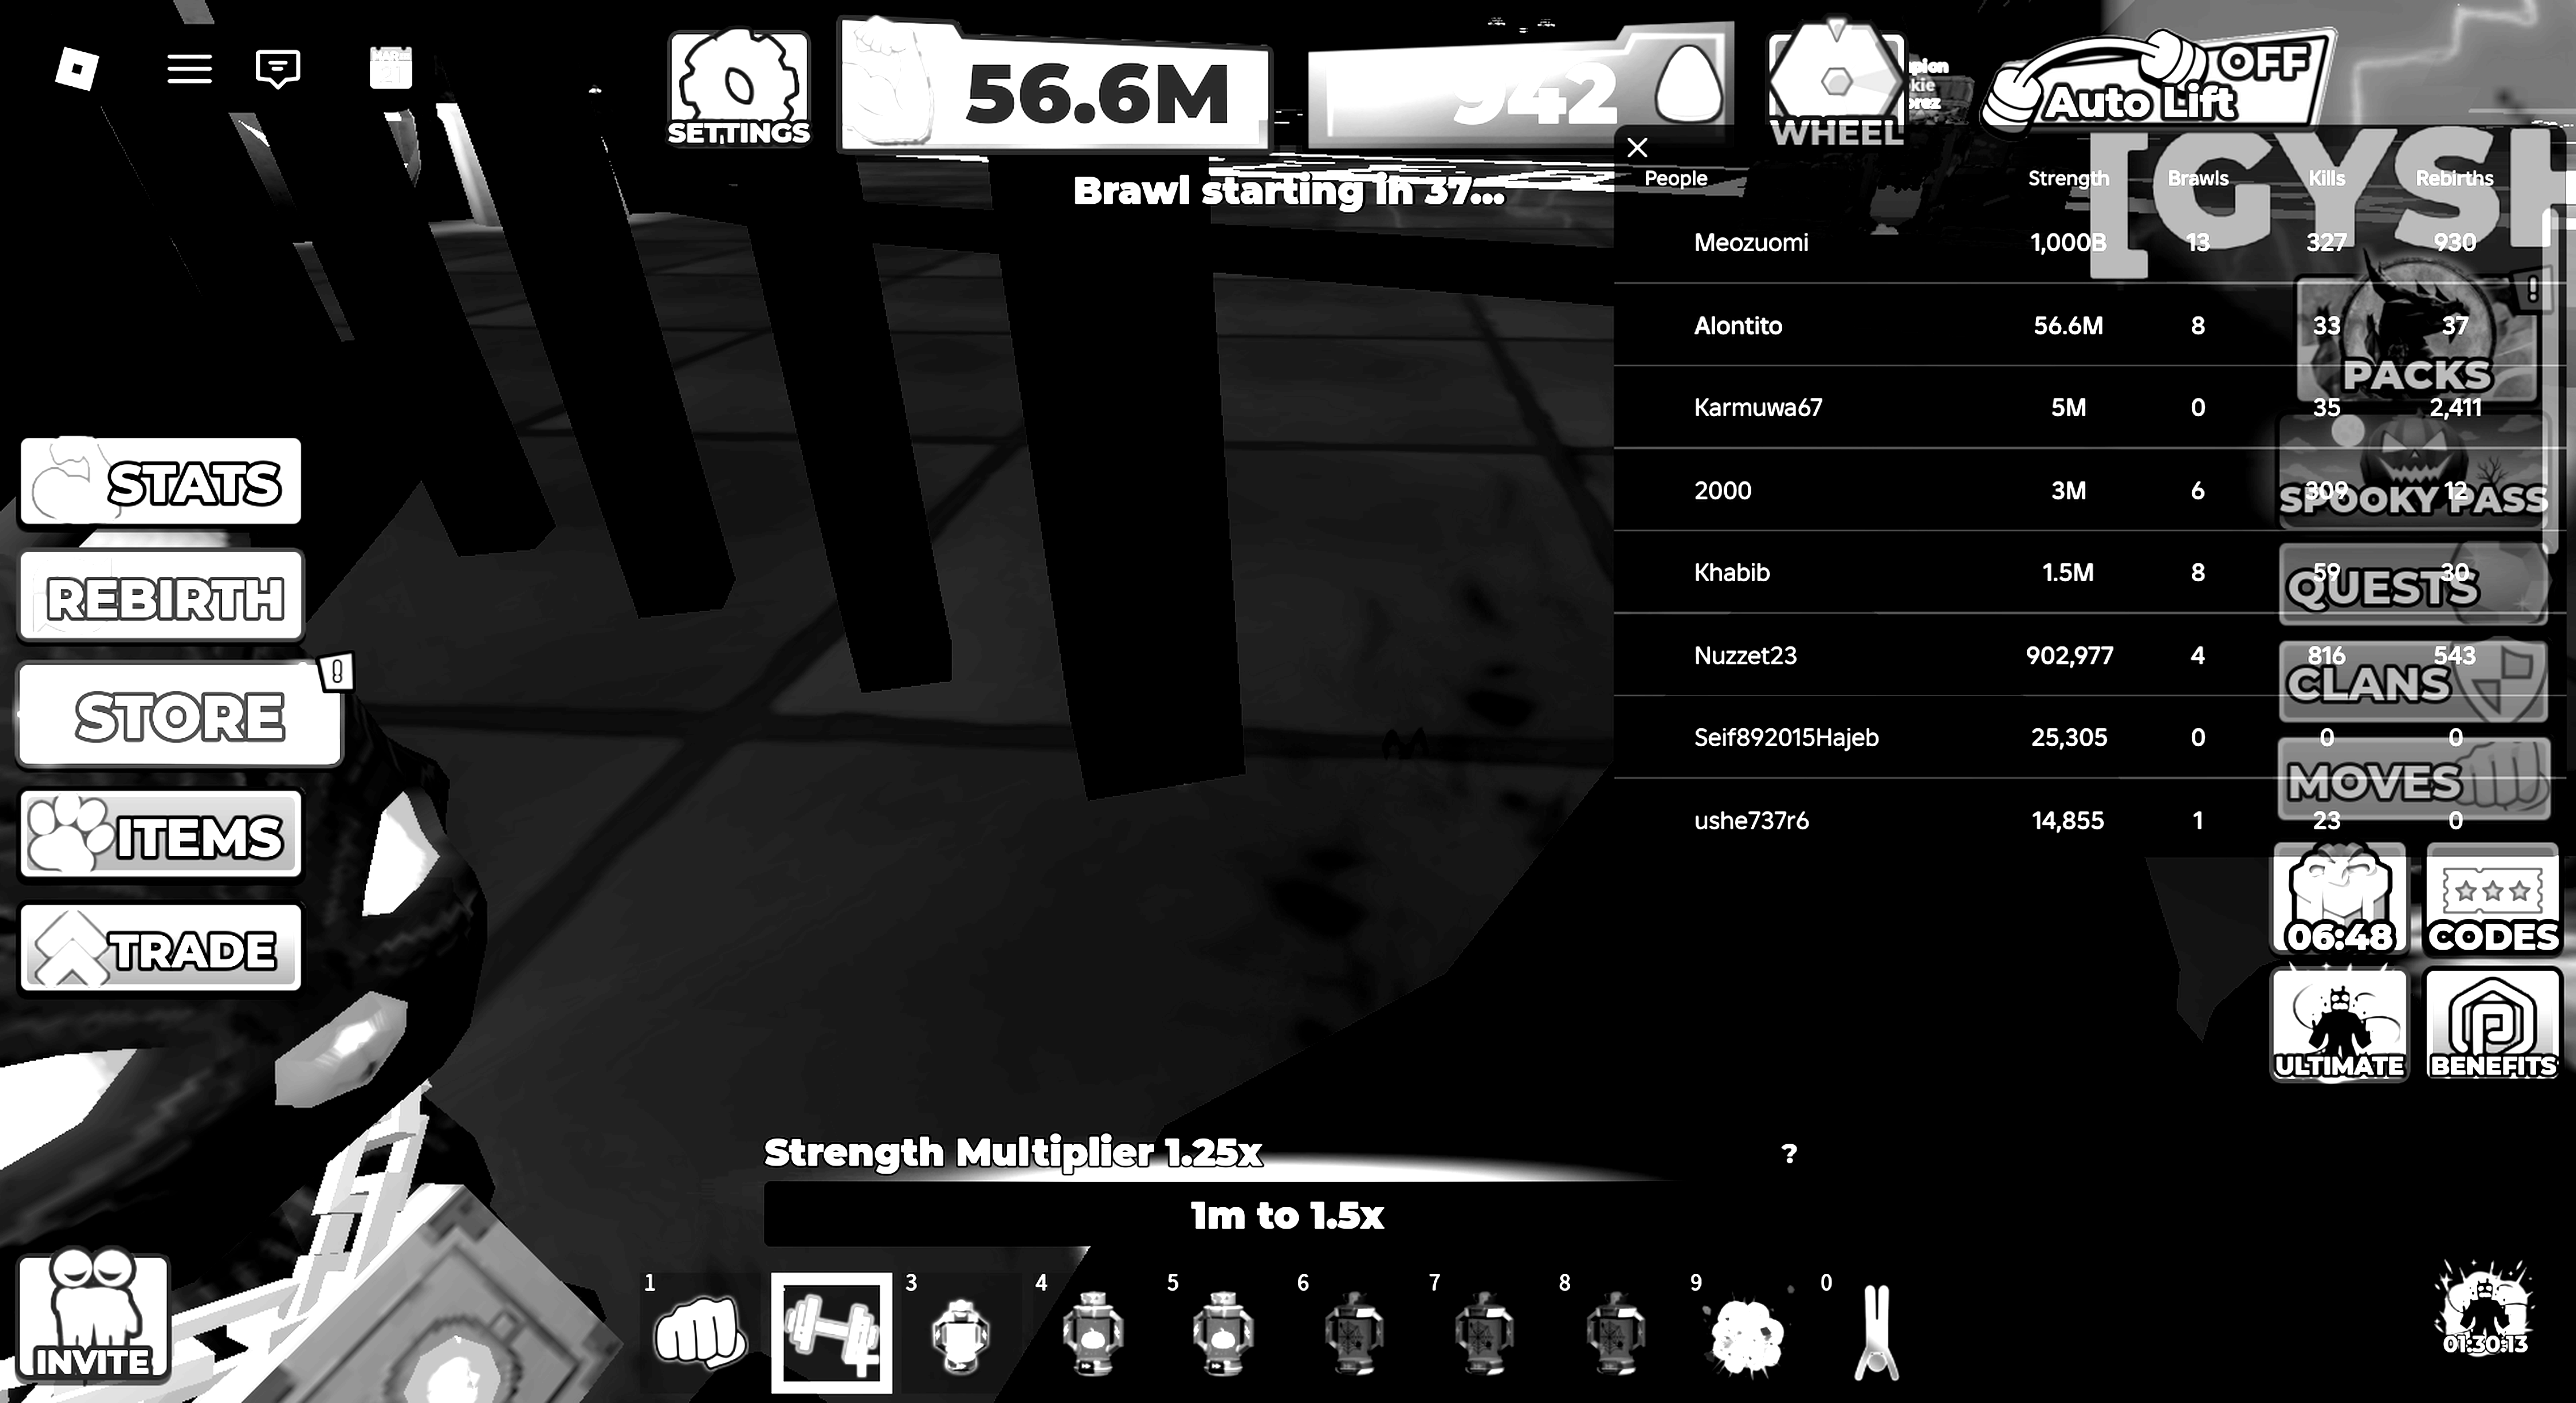 SETTINGS
56.6M
942
WHEEL
OFF
Auto Lift
Brawl starting in 37...
[GYSH
People Strength Brawls Kills Rebirths
Meozuomi 1,000B 13 327 930
Alontito 56.6M 8 33 37
PACKS
Karmuwa67 5M 0 35 2,411
2000 3M 6 309 12
SPOOKY PASS
Khabib 1.5M 8 59 30
QUESTS
Nuzzet23 902,977 4 816 543
CLANS
Seif892015Hajeb 25,305 0 0 0
MOVES
ushe737r6 14,855 1 23 0
STATS
REBIRTH
STORE
ITEMS
TRADE
06:48
CODES
ULTIMATE
BENEFITS
Strength Multiplier 1.25x
?
1m to 1.5x
INVITE
1 3 4 5 6 7 8 9 0
01:30:13